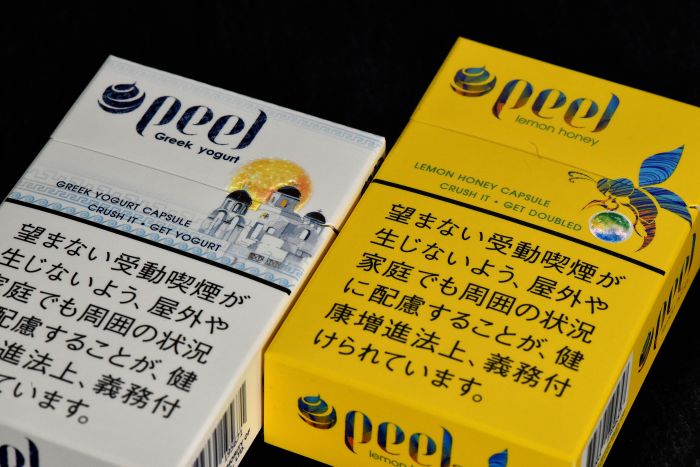 peel
Greek yogurt
GREEK YOGURT CAPSULE
CRUSH IT • GET YOGURT
望まない受動喫煙が
生じないよう、屋外や
家庭でも周囲の状況
配慮することが、健
進法上、義務付
ています。
peel
peel
lemon honey
LEMON HONEY CAPSULE
CRUSH IT • GET DOUBLED
望まない受動喫煙が
生じないよう、屋外や
家庭でも周囲の状況
に配慮することが、健
康増進法上、義務付
けられています。
peel
lemon
peel